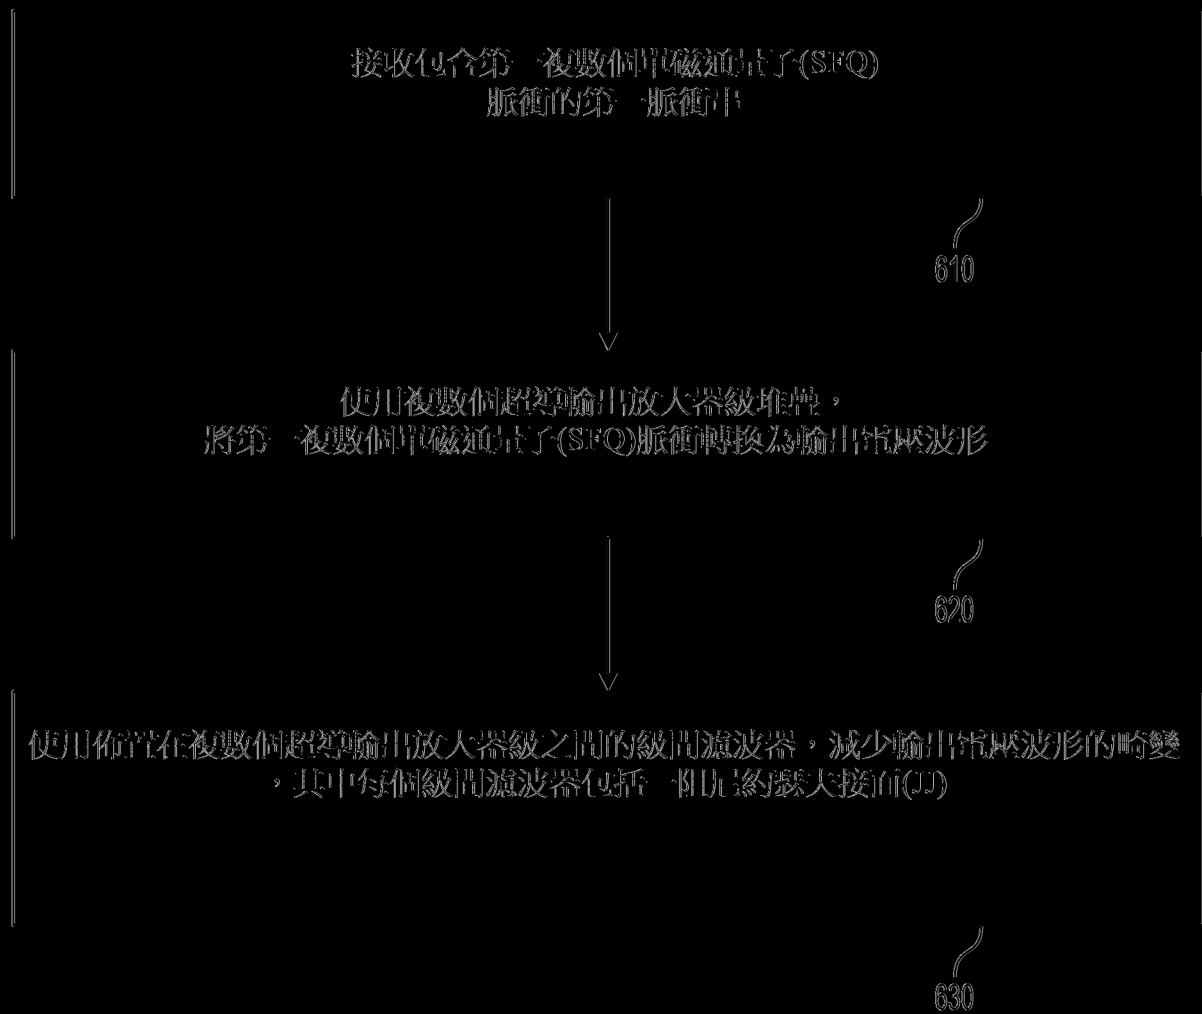 接收包含第一複數個單磁通量子(SFQ)
脈衝的第一脈衝串
610
使用複數個超導輸出放大器級堆疊，
將第一複數個單磁通量子(SFQ)脈衝轉換為輸出電壓波形
620
使用佈置在複數個超導輸出放大器級之間的級間濾波器，減少輸出電壓波形的畸變
，其中每個級間濾波器包括一阻尼約瑟夫接面(JJ)
630